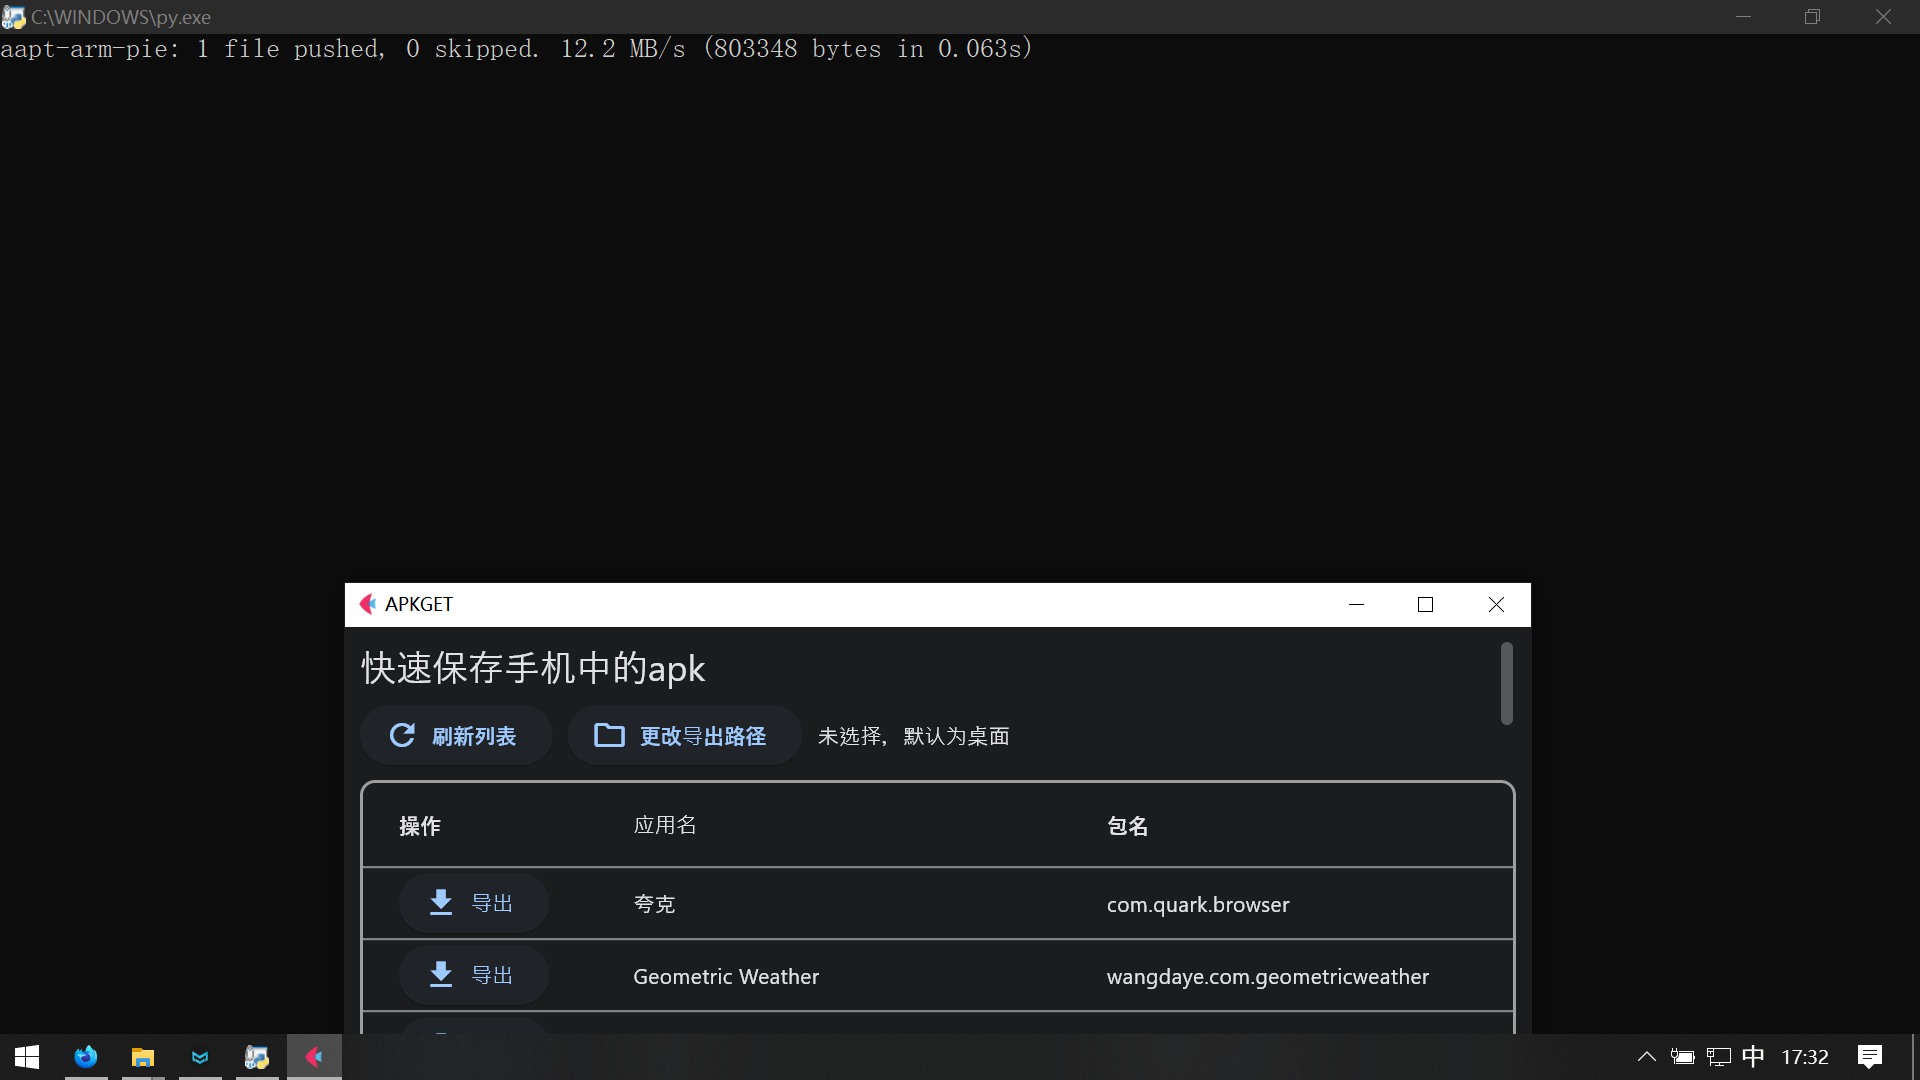 C:\WINDOWS\py.exe
aapt-arm-pie: 1 file pushed, 0 skipped. 12.2 MB/s (803348 bytes in 0.063s)
APKGET
快速保存手机中的apk
刷新列表 更改导出路径 未选择，默认为桌面
操作 应用名 包名
导出 夸克 com.quark.browser
导出 Geometric Weather wangdaye.com.geometricweather
中 17:32